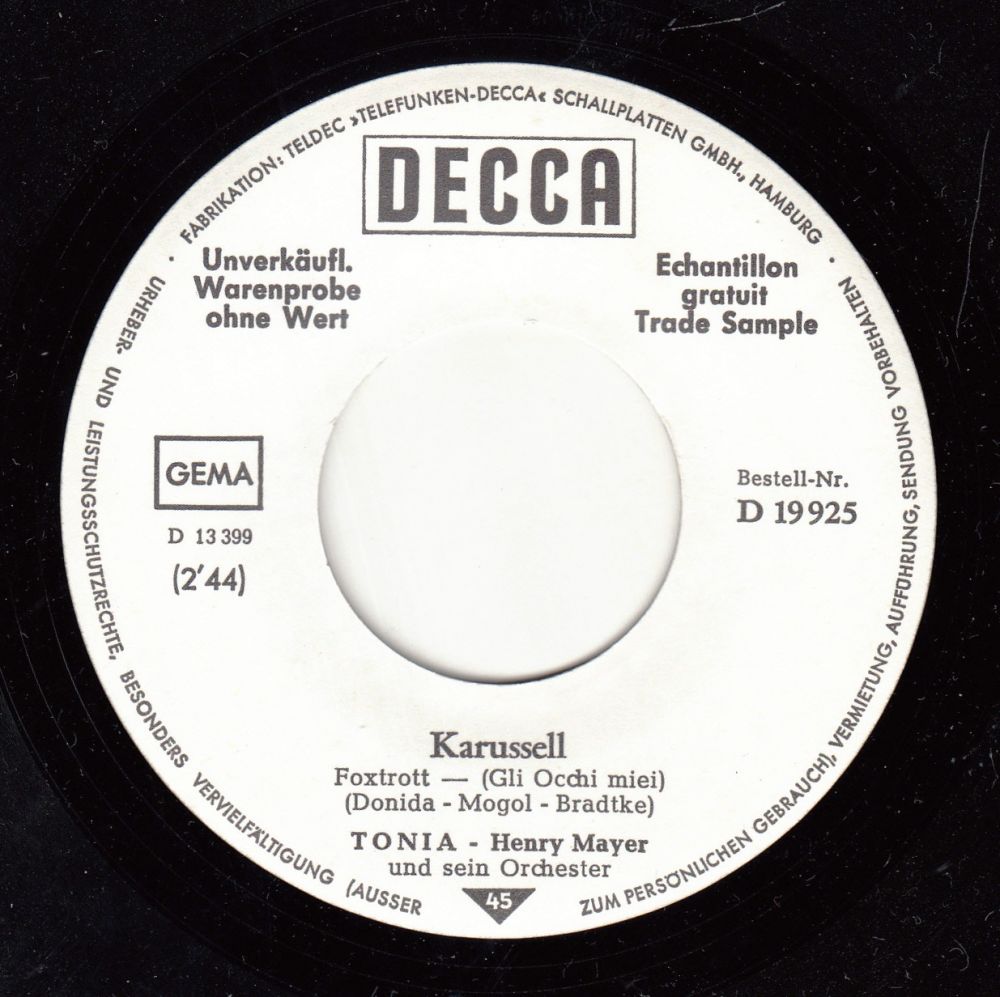 · FABRIKATION: TELDEC »TELEFUNKEN-DECCA« SCHALLPLATTEN GMBH., HAMBURG ·
DECCA
Unverkäufl.
Warenprobe
ohne Wert
Echantillon
gratuit
Trade Sample
GEMA
D 13 399
(2’44)
Bestell-Nr.
D 19 925
Karussell
Foxtrott — (Gli Occhi miei)
(Donida - Mogol - Bradtke)
TONIA - Henry Mayer
und sein Orchester
45
URHEBER- UND LEISTUNGSSCHUTZRECHTE, BESONDERS VERVIELFÄLTIGUNG (AUSSER ZUM PERSÖNLICHEN GEBRAUCH), VERMIETUNG, AUFFÜHRUNG, SENDUNG VORBEHALTEN